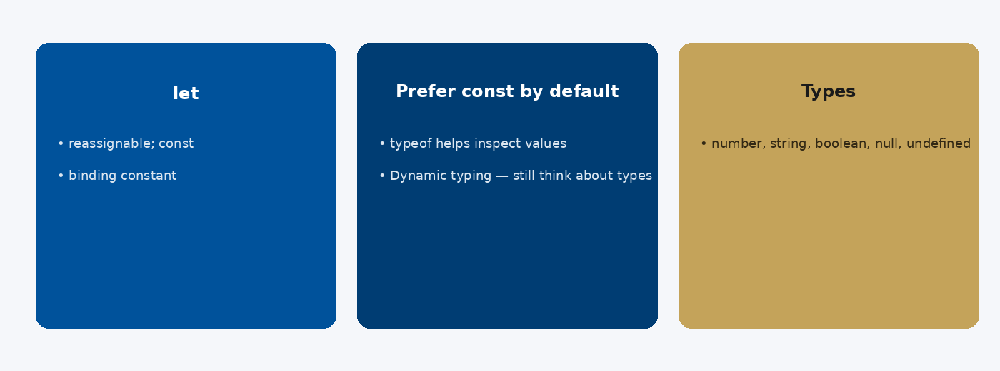 let
• reassignable; const
• binding constant
Prefer const by default
• typeof helps inspect values
• Dynamic typing — still think about types
Types
• number, string, boolean, null, undefined